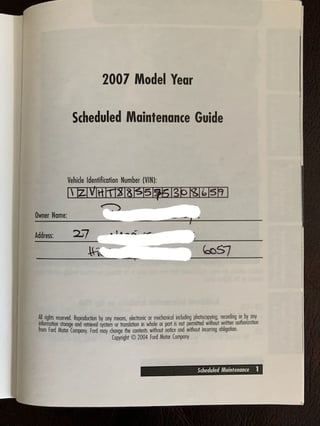 2007 Model Year
Scheduled Maintenance Guide
Vehicle Identification Number (VIN):
1ZVHT88S575308659
Owner Name:
Address: 27
6057
All rights reserved. Reproduction by any means, electronic or mechanical including photocopying, recording or by any
information storage and retrieval system or translation in whole or part is not permitted without written authorization
from Ford Motor Company. Ford may change the contents without notice and without incurring obligation.
Copyright © 2004 Ford Motor Company
Scheduled Maintenance 1